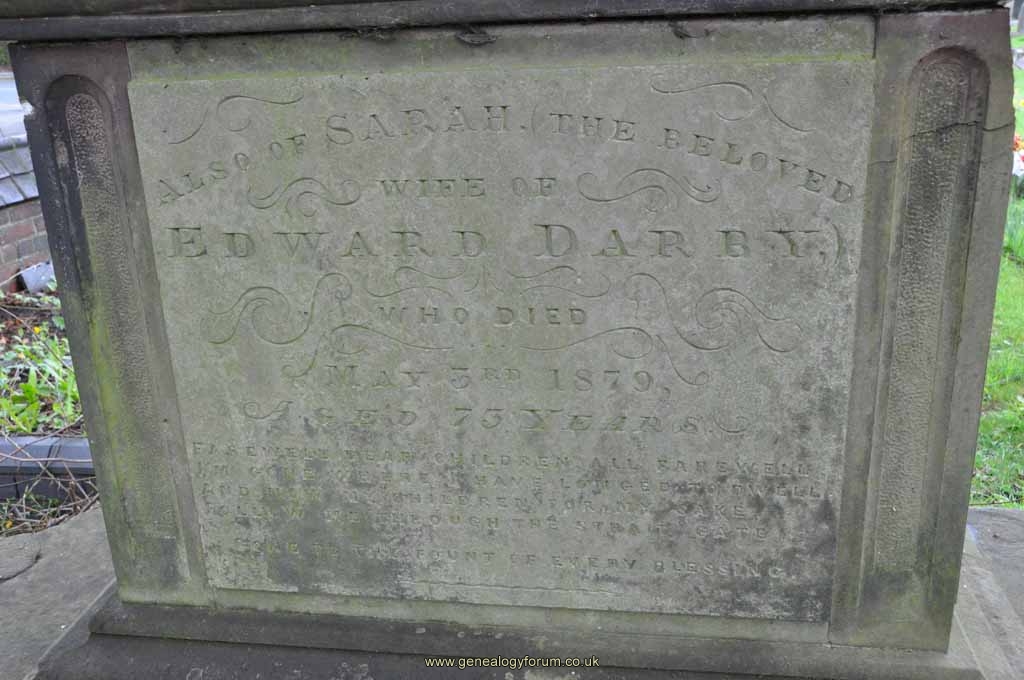 ALSO OF SARAH, (THE BELOVED
WIFE OF
EDWARD DARBY,)
WHO DIED
MAY 3RD 1879,
AGED 73 YEARS
FAREWELL DEAR CHILDREN ALL FAREWELL
I'M GONE WHERE I HAVE LONGED TO DWELL
AND NOW MY CHILDREN FOR MY SAKE
FOLLOW ME THROUGH THE STRAIT GATE
GONE TO THE FOUNT OF EVERY BLESSING
www.genealogyforum.co.uk